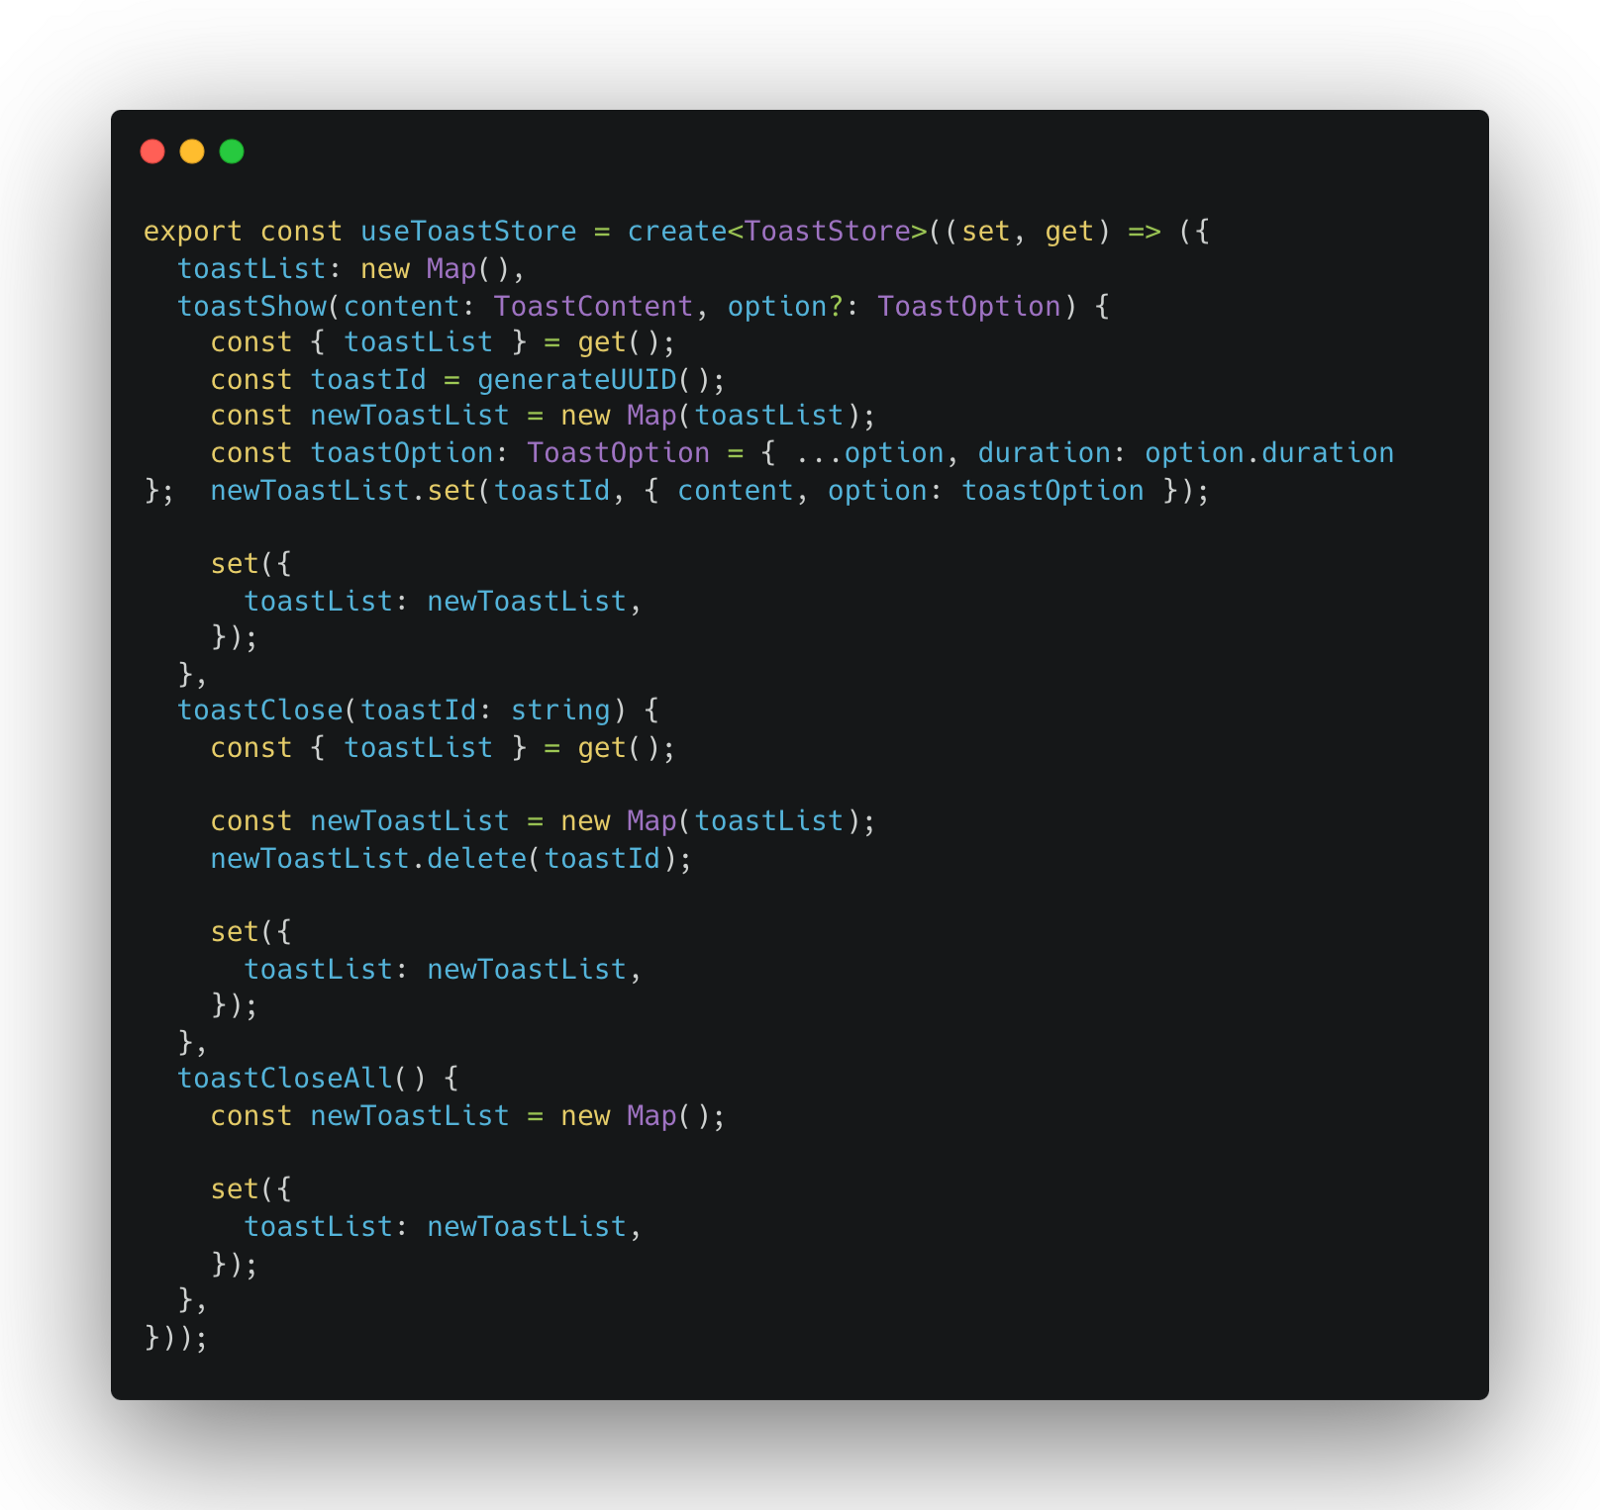 export const useToastStore = create<ToastStore>((set, get) => ({
  toastList: new Map(),
  toastShow(content: ToastContent, option?: ToastOption) {
    const { toastList } = get();
    const toastId = generateUUID();
    const newToastList = new Map(toastList);
    const toastOption: ToastOption = { ...option, duration: option.duration
};  newToastList.set(toastId, { content, option: toastOption });

    set({
      toastList: newToastList,
    });
  },
  toastClose(toastId: string) {
    const { toastList } = get();

    const newToastList = new Map(toastList);
    newToastList.delete(toastId);

    set({
      toastList: newToastList,
    });
  },
  toastCloseAll() {
    const newToastList = new Map();

    set({
      toastList: newToastList,
    });
  },
}));